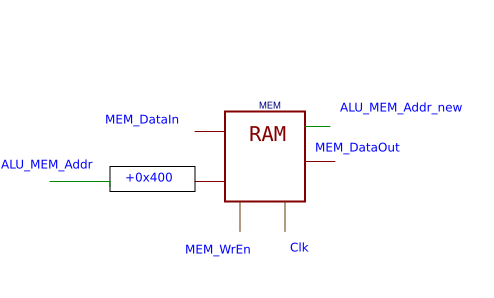 MEM
ALU_MEM_Addr_new
MEM_DataIn
RAM
MEM_DataOut
ALU_MEM_Addr
+0x400
MEM_WrEn
Clk